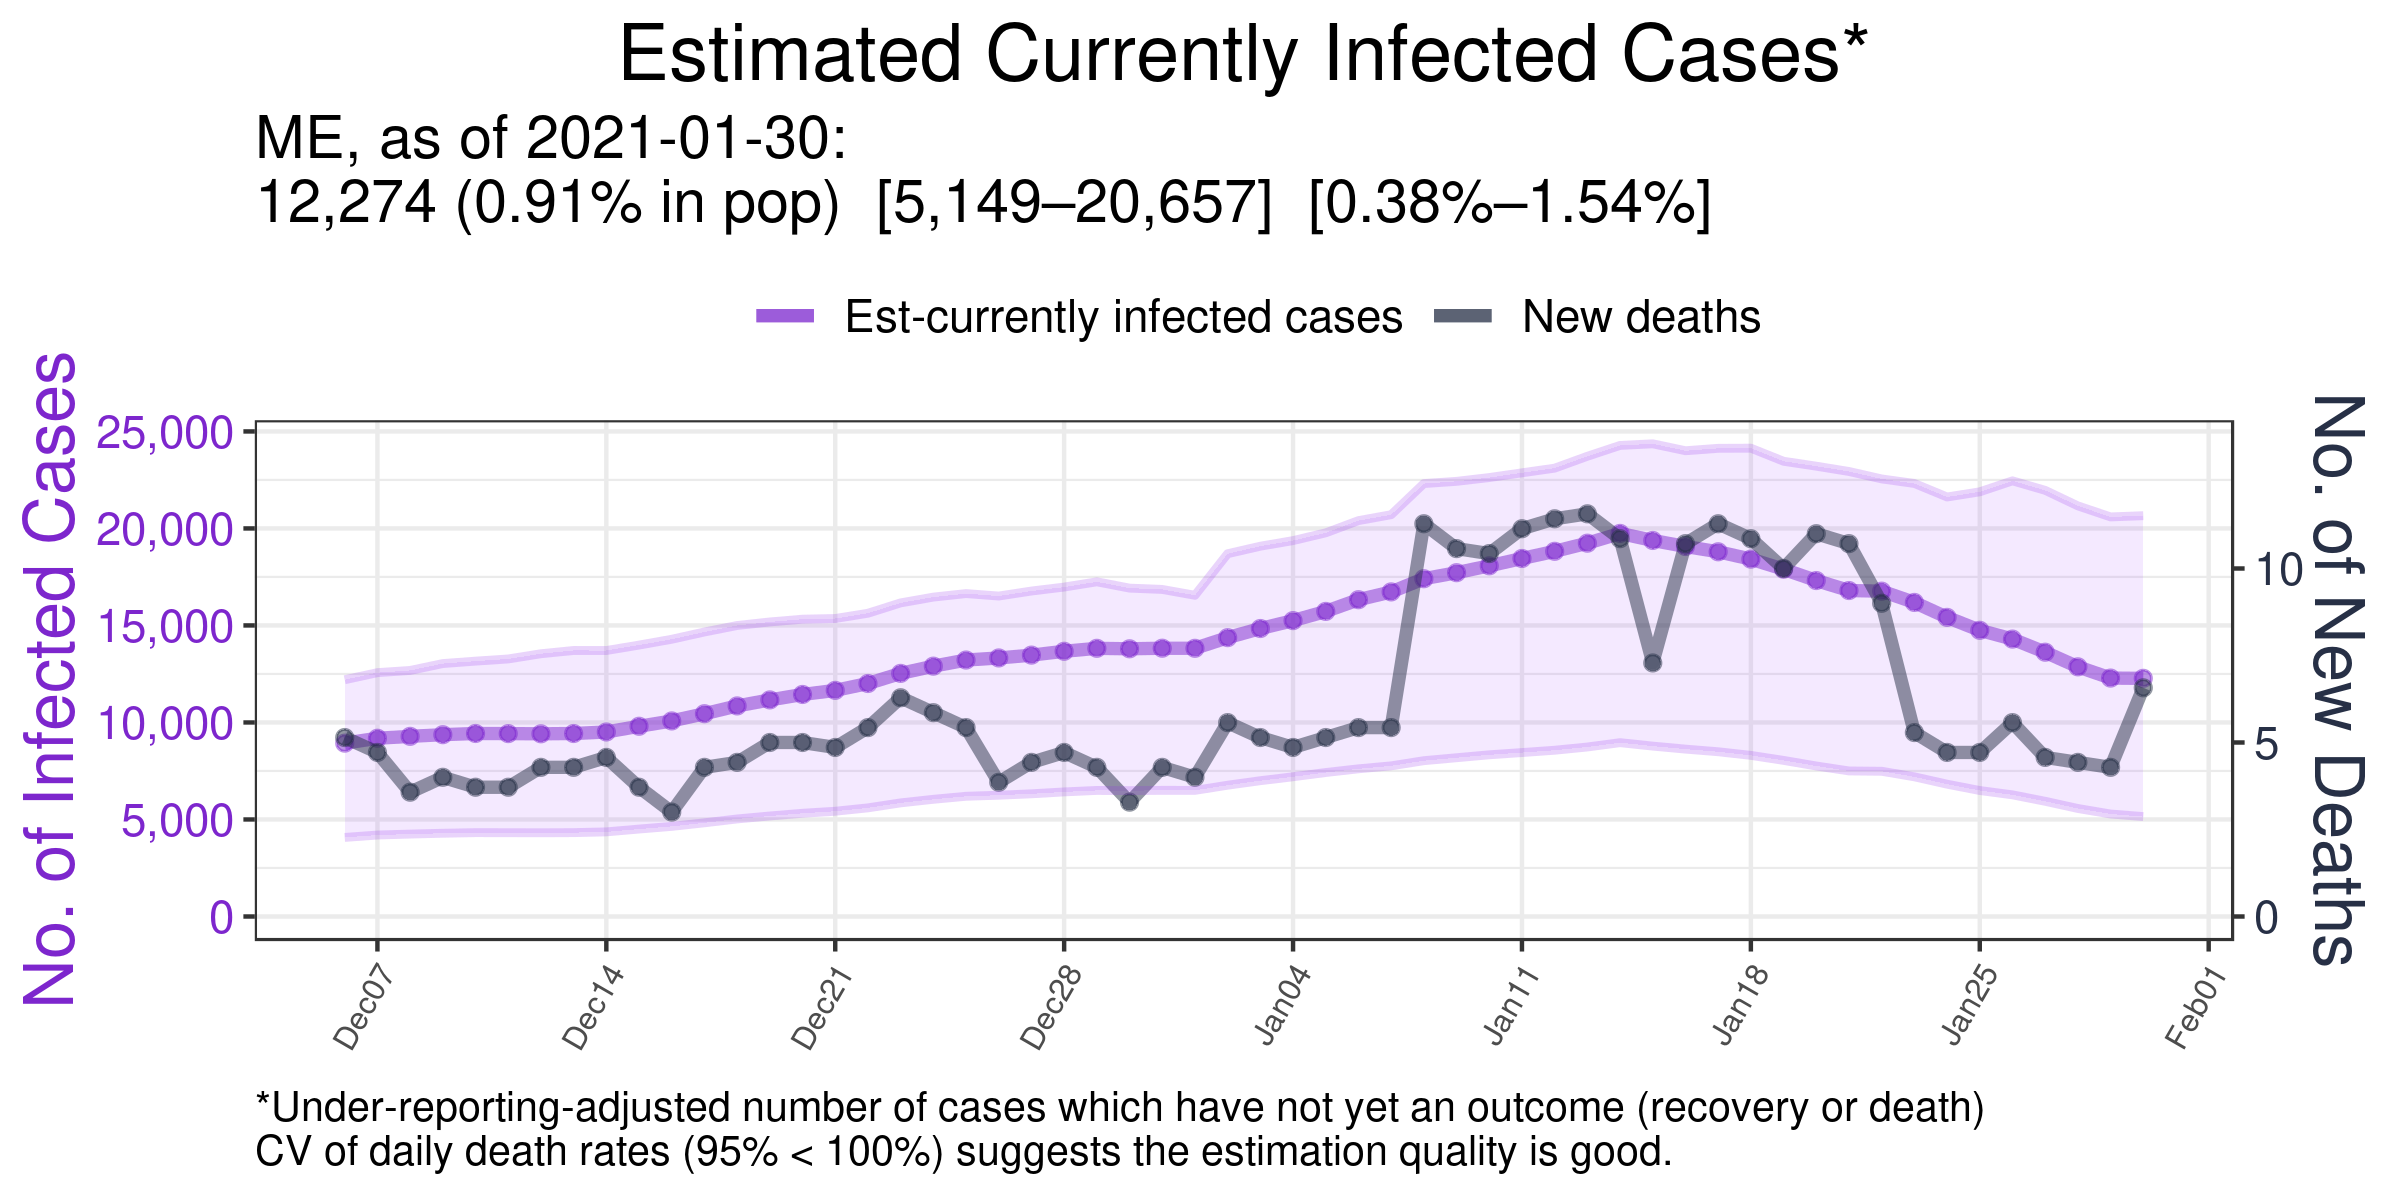 Estimated Currently Infected Cases*
ME, as of 2021-01-30:
12,274 (0.91% in pop) [5,149–20,657] [0.38%–1.54%]
Est-currently infected cases
New deaths
No. of Infected Cases
25,000
20,000
15,000
10,000
5,000
0
No. of New Deaths
10
5
0
Dec07
Dec14
Dec21
Dec28
Jan04
Jan11
Jan18
Jan25
Feb01
*Under-reporting-adjusted number of cases which have not yet an outcome (recovery or death)
CV of daily death rates (95% < 100%) suggests the estimation quality is good.